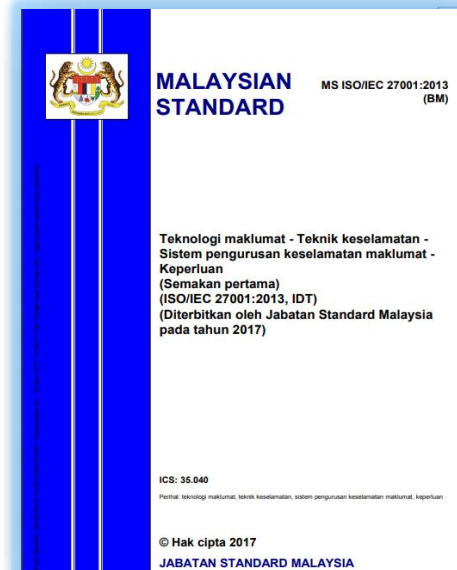 MALAYSIAN
STANDARD
MS ISO/IEC 27001:2013
(BM)
Teknologi maklumat - Teknik keselamatan -
Sistem pengurusan keselamatan maklumat -
Keperluan
(Semakan pertama)
(ISO/IEC 27001:2013, IDT)
(Diterbitkan oleh Jabatan Standard Malaysia
pada tahun 2017)
ICS: 35.040
Perihal: teknologi maklumat, teknik keselamatan, sistem pengurusan keselamatan maklumat, keperluan
© Hak cipta 2017
JABATAN STANDARD MALAYSIA